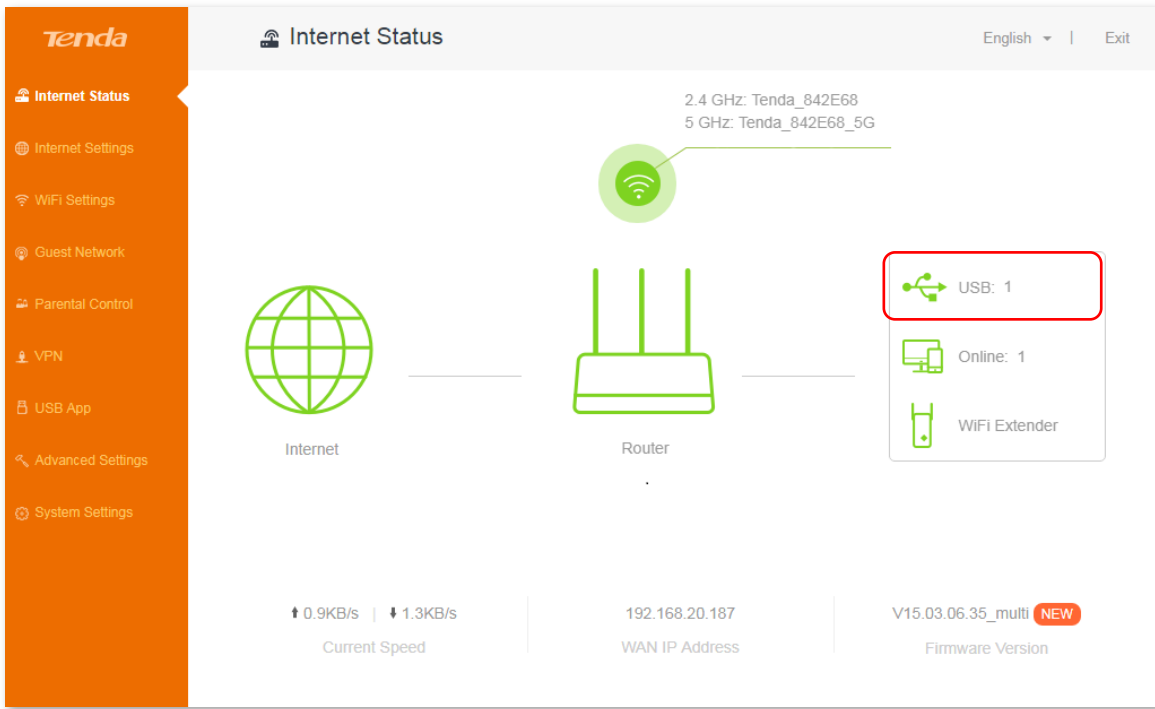 Tenda
Internet Status
English | Exit
Internet Status
Internet Settings
WiFi Settings
Guest Network
Parental Control
VPN
USB App
Advanced Settings
System Settings
2.4 GHz: Tenda_842E68
5 GHz: Tenda_842E68_5G
USB: 1
Online: 1
WiFi Extender
Internet
Router
.
0.9KB/s | 1.3KB/s
Current Speed
192.168.20.187
WAN IP Address
V15.03.06.35_multi NEW
Firmware Version